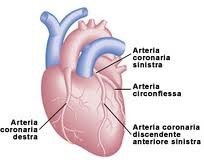 Arteria
coronaria
sinistra
Arteria
circonflessa
Arteria
coronaria
destra
Arteria coronaria
discendente
anteriore sinistra